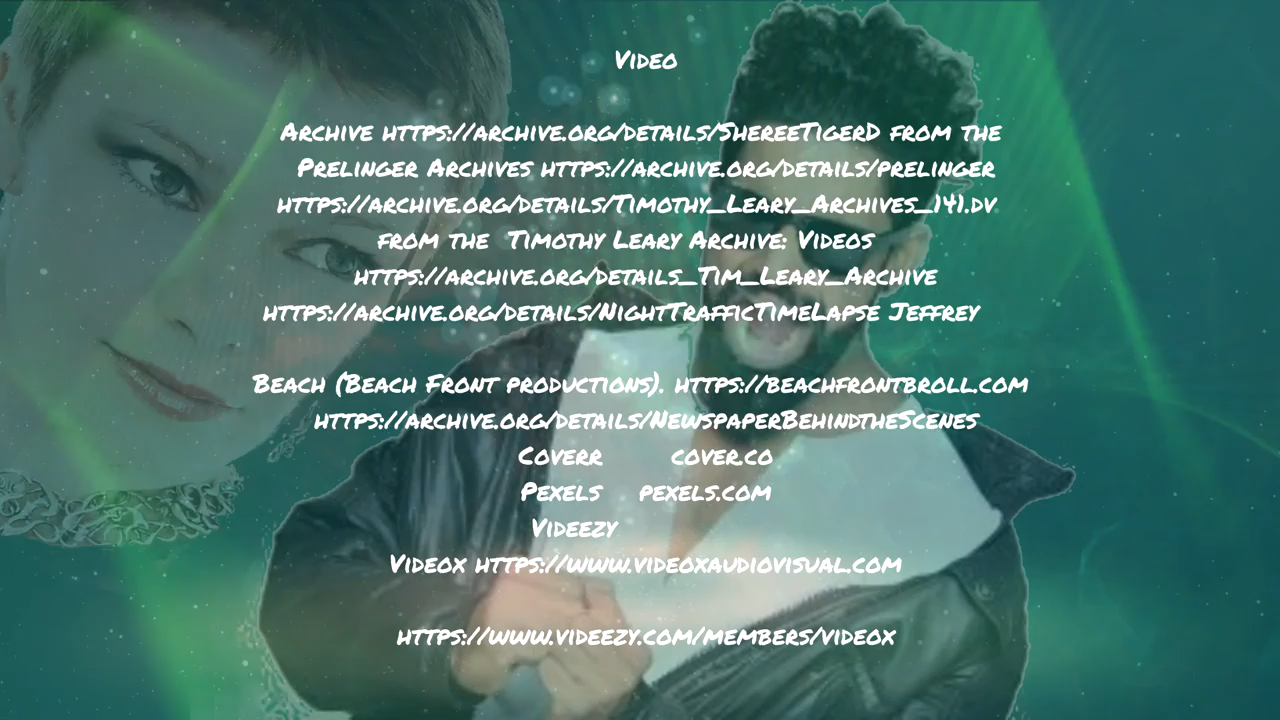 Video
Archive https://archive.org/details/ShereeTigerD from the
Prelinger Archives https://archive.org/details/prelinger
https://archive.org/details/Timothy_Leary_Archives_141.dv
from the Timothy Leary Archive: Videos
https://archive.org/details_Tim_Leary_Archive
https://archive.org/details/NightTrafficTimeLapse Jeffrey
Beach (Beach Front productions). https://beachfrontbroll.com
https://archive.org/details/NewspaperBehindtheScenes
Coverr cover.co
Pexels pexels.com
Videezy
Videox https://www.videoxaudiovisual.com
https://www.videezy.com/members/videox